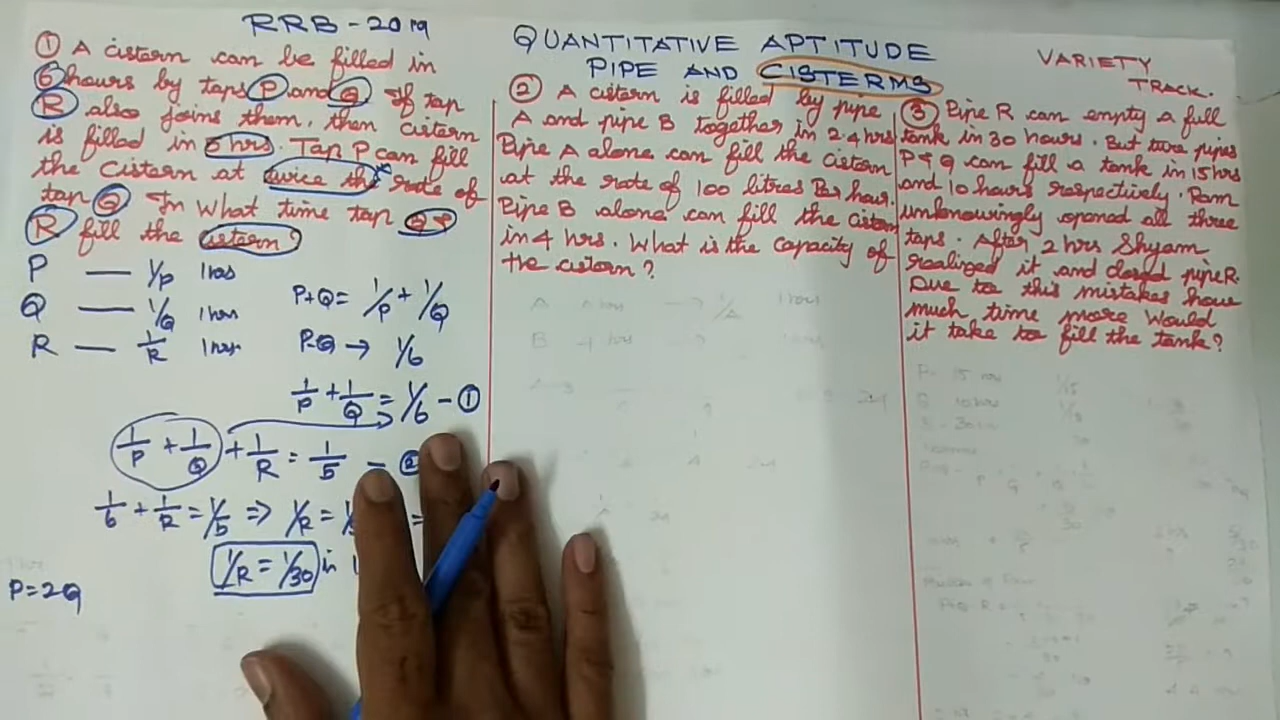 RRB - 2019
QUANTITATIVE APTITUDE
PIPE AND CISTERMS
VARIETY
TRACK.
① A cistern can be filled in
6 hours by taps P and Q If tap
R also joins them, then cistern
is filled in 5 hrs. Tap P can fill
the cistern at twice the rate of
tap Q In What time tap Q &
R fill the cistern?
P — 1/P 1 hrs
Q — 1/Q 1 hrs
R — 1/R 1 hrs
P+Q = 1/P + 1/Q
P+Q → 1/6
1/P + 1/Q = 1/6 - ①
1/P + 1/Q + 1/R = 1/5 - ②
1/6 + 1/R = 1/5 ⇒ 1/R = =
1/R = 1/30 in
P=2Q
② A cistern is filled by pipe
A and pipe B together in 2.4 hrs
Pipe A alone can fill the cistern
at the rate of 100 litres Per hour.
Pipe B alone can fill the cistern
in 4 hrs. What is the capacity of
the cistern?
③ Pipe R can empty a full
tank in 30 hours. But two pipes
P & Q can fill a tank in 15 hrs
and 10 hours respectively. Ram
unknowingly opened all three
taps. After 2 hrs Shyam
realized it and closed pipe R.
Due to this mistakes how
much time more would
it take to fill the tank?